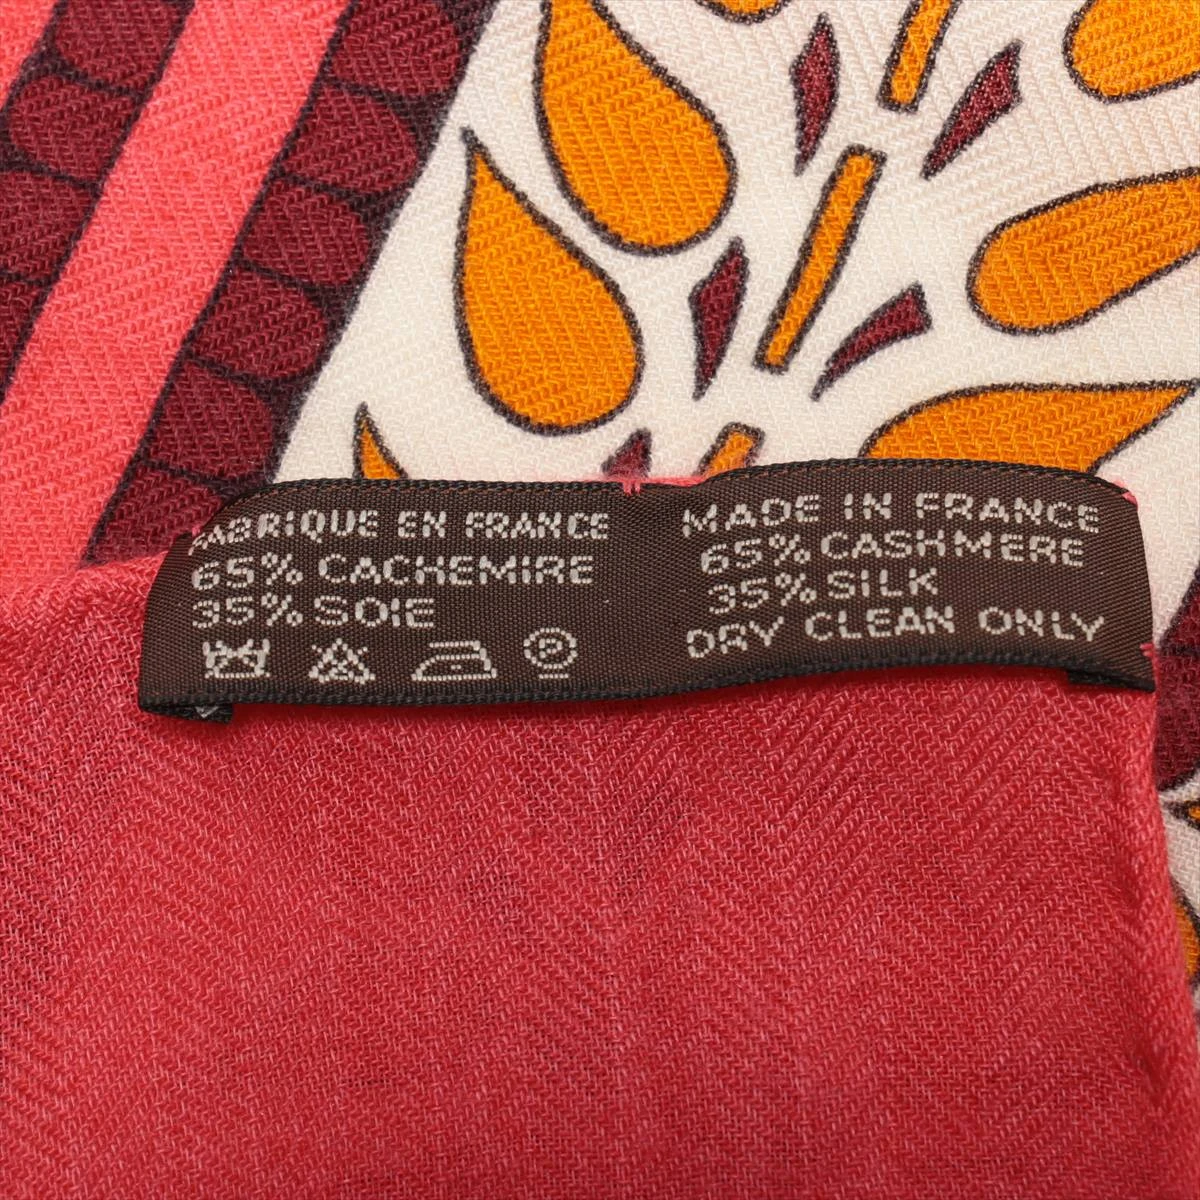 FABRIQUE EN FRANCE
65% CACHEMIRE
35% SOIE
P
MADE IN FRANCE
65% CASHMERE
35% SILK
DRY CLEAN ONLY